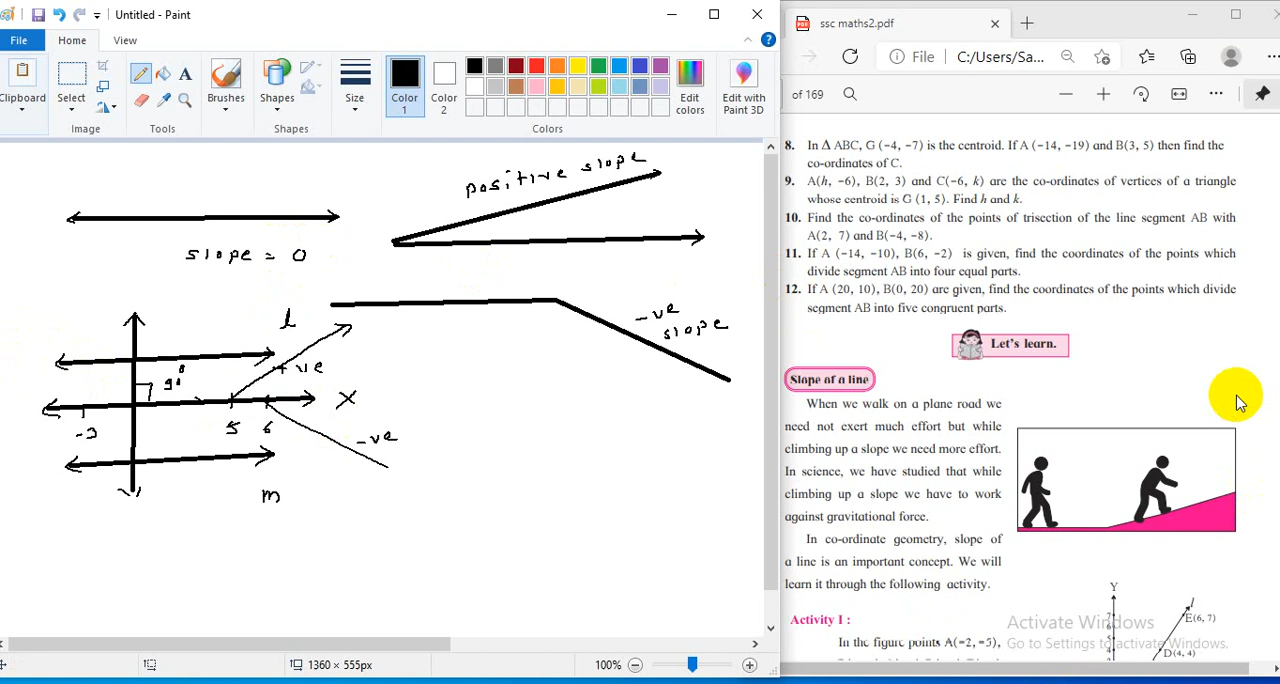 Untitled - Paint
File
Home
View
Clipboard
Select
Image
Tools
Brushes
Shapes
Shapes
Size
Color 1
Color 2
Edit colors
Colors
Edit with Paint 3D
positive slope
slope = 0
-ve slope
l
90°
+ve
X
-3
5
6
-ve
m
1360 × 555px
100%
ssc maths2.pdf
File
C:/Users/Sa...
of 169
8. In Δ ABC, G (-4, -7) is the centroid. If A (-14, -19) and B(3, 5) then find the
co-ordinates of C.
9. A(h, -6), B(2, 3) and C(-6, k) are the co-ordinates of vertices of a triangle
whose centroid is G (1, 5). Find h and k.
10. Find the co-ordinates of the points of trisection of the line segment AB with
A(2, 7) and B(-4, -8).
11. If A (-14, -10), B(6, -2) is given, find the coordinates of the points which
divide segment AB into four equal parts.
12. If A (20, 10), B(0, 20) are given, find the coordinates of the points which divide
segment AB into five congruent parts.
Let's learn.
Slope of a line
When we walk on a plane road we
need not exert much effort but while
climbing up a slope we need more effort.
In science, we have studied that while
climbing up a slope we have to work
against gravitational force.
In co-ordinate geometry, slope of
a line is an important concept. We will
learn it through the following activity.
Activity I :
In the figure points A(-2, -5),
Y
l
E(6, 7)
D(4, 4)
Activate Windows
Go to Settings to activate Windows.